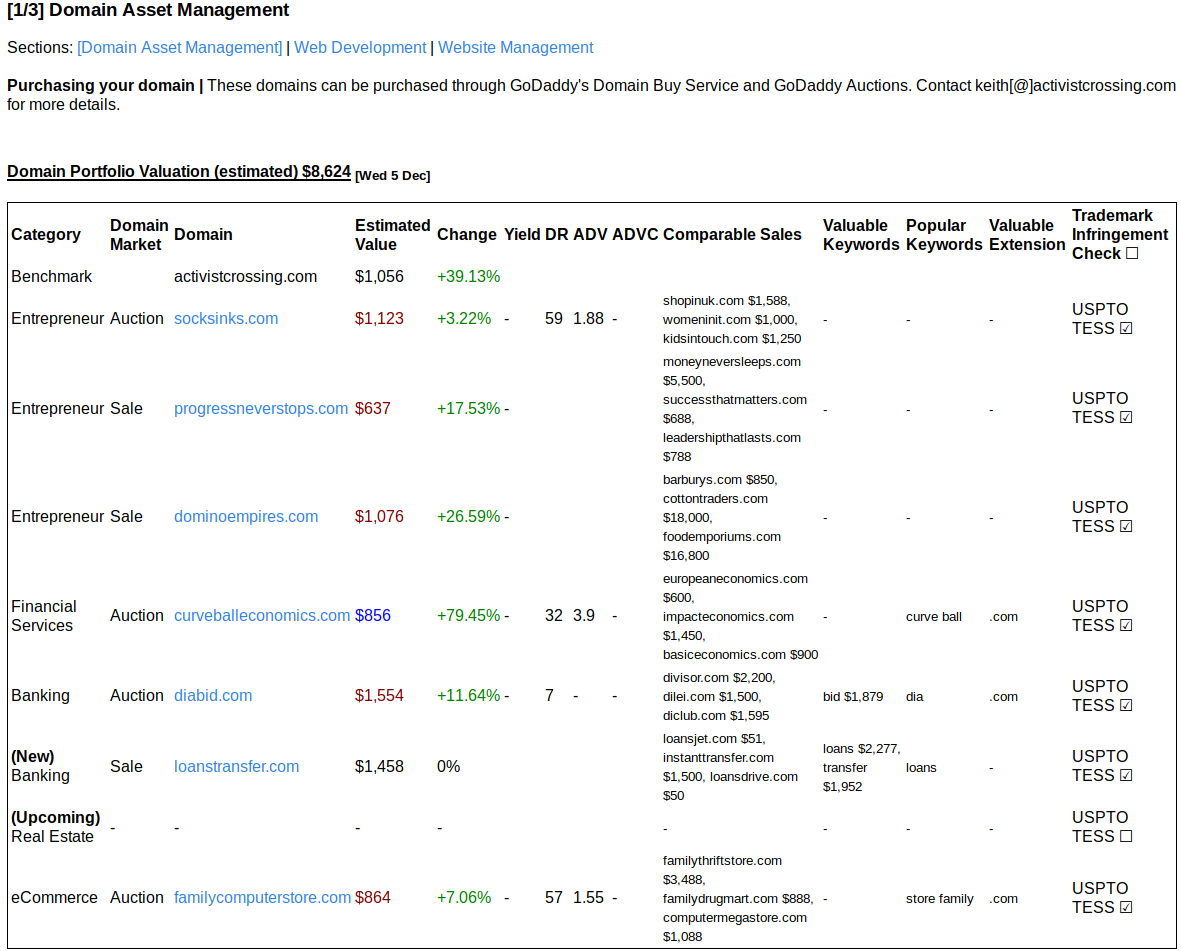 [1/3] Domain Asset Management
Sections: [Domain Asset Management] | Web Development | Website Management
Purchasing your domain | These domains can be purchased through GoDaddy's Domain Buy Service and GoDaddy Auctions. Contact keith[@]activistcrossing.com
for more details.
Domain Portfolio Valuation (estimated) $8,624 [Wed 5 Dec]
Category Domain Market Domain Estimated Value Change Yield DR ADV ADVC Comparable Sales Valuable Keywords Popular Keywords Valuable Extension Trademark Infringement Check ☐
Benchmark activistcrossing.com $1,056 +39.13%
Entrepreneur Auction socksinks.com $1,123 +3.22% - 59 1.88 - shopinuk.com $1,588, womeninit.com $1,000, kidsintouch.com $1,250 - - - USPTO TESS ☑
Entrepreneur Sale progressneverstops.com $637 +17.53% - moneyneversleeps.com $5,500, successthatmatters.com $688, leadershipthatlasts.com $788 - - - USPTO TESS ☑
Entrepreneur Sale dominoempires.com $1,076 +26.59% - barburys.com $850, cottontraders.com $18,000, foodemporiums.com $16,800 - - - USPTO TESS ☑
Financial Services Auction curveballeconomics.com $856 +79.45% - 32 3.9 - europeaneconomics.com $600, impacteconomics.com $1,450, basiceconomics.com $900 - curve ball .com USPTO TESS ☑
Banking Auction diabid.com $1,554 +11.64% - 7 - - divisor.com $2,200, dilei.com $1,500, diclub.com $1,595 bid $1,879 dia .com USPTO TESS ☑
(New) Banking Sale loanstransfer.com $1,458 0% loansjet.com $51, instanttransfer.com $1,500, loansdrive.com $50 loans $2,277, transfer $1,952 loans - USPTO TESS ☑
(Upcoming) Real Estate - - - - - - - - USPTO TESS ☐
eCommerce Auction familycomputerstore.com $864 +7.06% - 57 1.55 - familythriftstore.com $3,488, familydrugmart.com $888, computermegastore.com $1,088 - store family .com USPTO TESS ☑